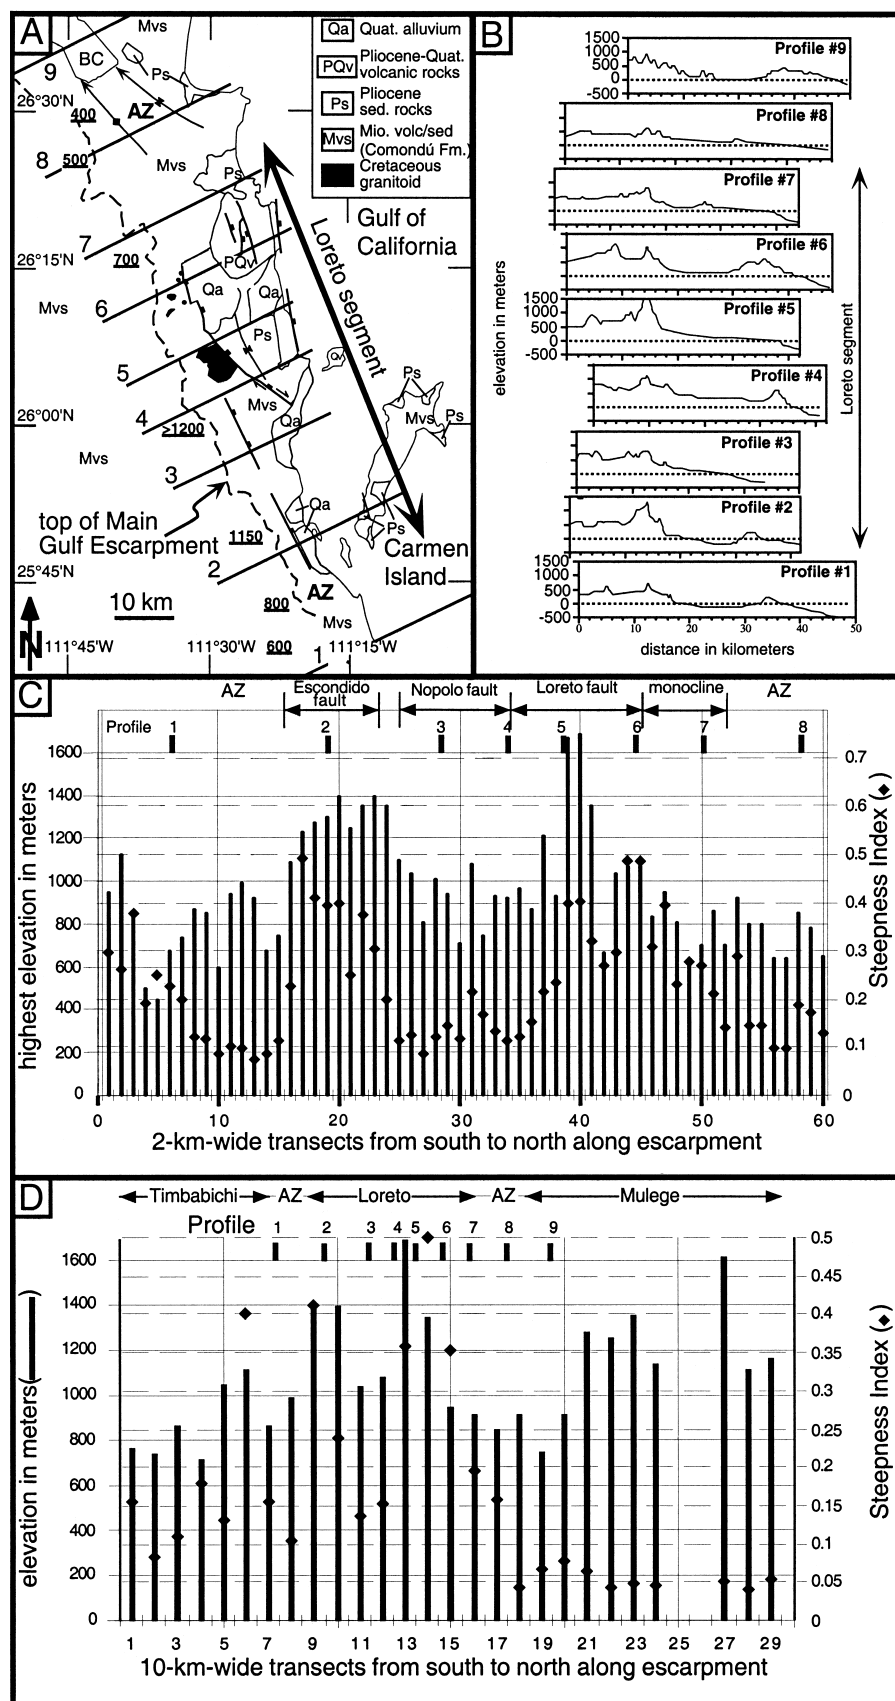 A
Mvs
BC
Ps
9
26°30'N
400
AZ
8
500
Mvs
Ps
7
700
PQv
26°15'N
Qa
Qa
Mvs
6
Ps
5
Qv
4
Mvs
Ps
26°00'N
>1200
Qa
Mvs
Ps
Mvs
3
top of Main
Gulf Escarpment
Qa
Ps
1150
Carmen
Island
25°45'N
2
AZ
10 km
800
Mvs
N
111°45'W
111°30'W
600
111°15'W
1
Loreto segment
Gulf of
California
Qa
Quat. alluvium
PQv
Pliocene-Quat.
volcanic rocks
Ps
Pliocene
sed. rocks
Mvs
Mio. volc/sed
(Comondú Fm.)
Cretaceous
granitoid
B
1500
1000
500
0
-500
Profile #9
Profile #8
Profile #7
Profile #6
1500
1000
500
0
-500
Profile #5
Profile #4
Profile #3
Profile #2
1500
1000
500
0
-500
Profile #1
0 10 20 30 40 50
distance in kilometers
elevation in meters
Loreto segment
C
AZ
Escondido
fault
Nopolo fault
Loreto fault
monocline
AZ
Profile 1 2 3 4 5 6 7 8
1600
1400
1200
1000
800
600
400
200
0
highest elevation in meters
0.7
0.6
0.5
0.4
0.3
0.2
0.1
0
Steepness Index (◆)
0 10 20 30 40 50 60
2-km-wide transects from south to north along escarpment
D
Timbabichi AZ Loreto AZ Mulege
Profile 1 2 3 4 5 6 7 8 9
1600
1400
1200
1000
800
600
400
200
0
elevation in meters( )
0.5
0.45
0.4
0.35
0.3
0.25
0.2
0.15
0.1
0.05
0
Steepness Index (◆)
1 3 5 7 9 11 13 15 17 19 21 23 25 27 29
10-km-wide transects from south to north along escarpment